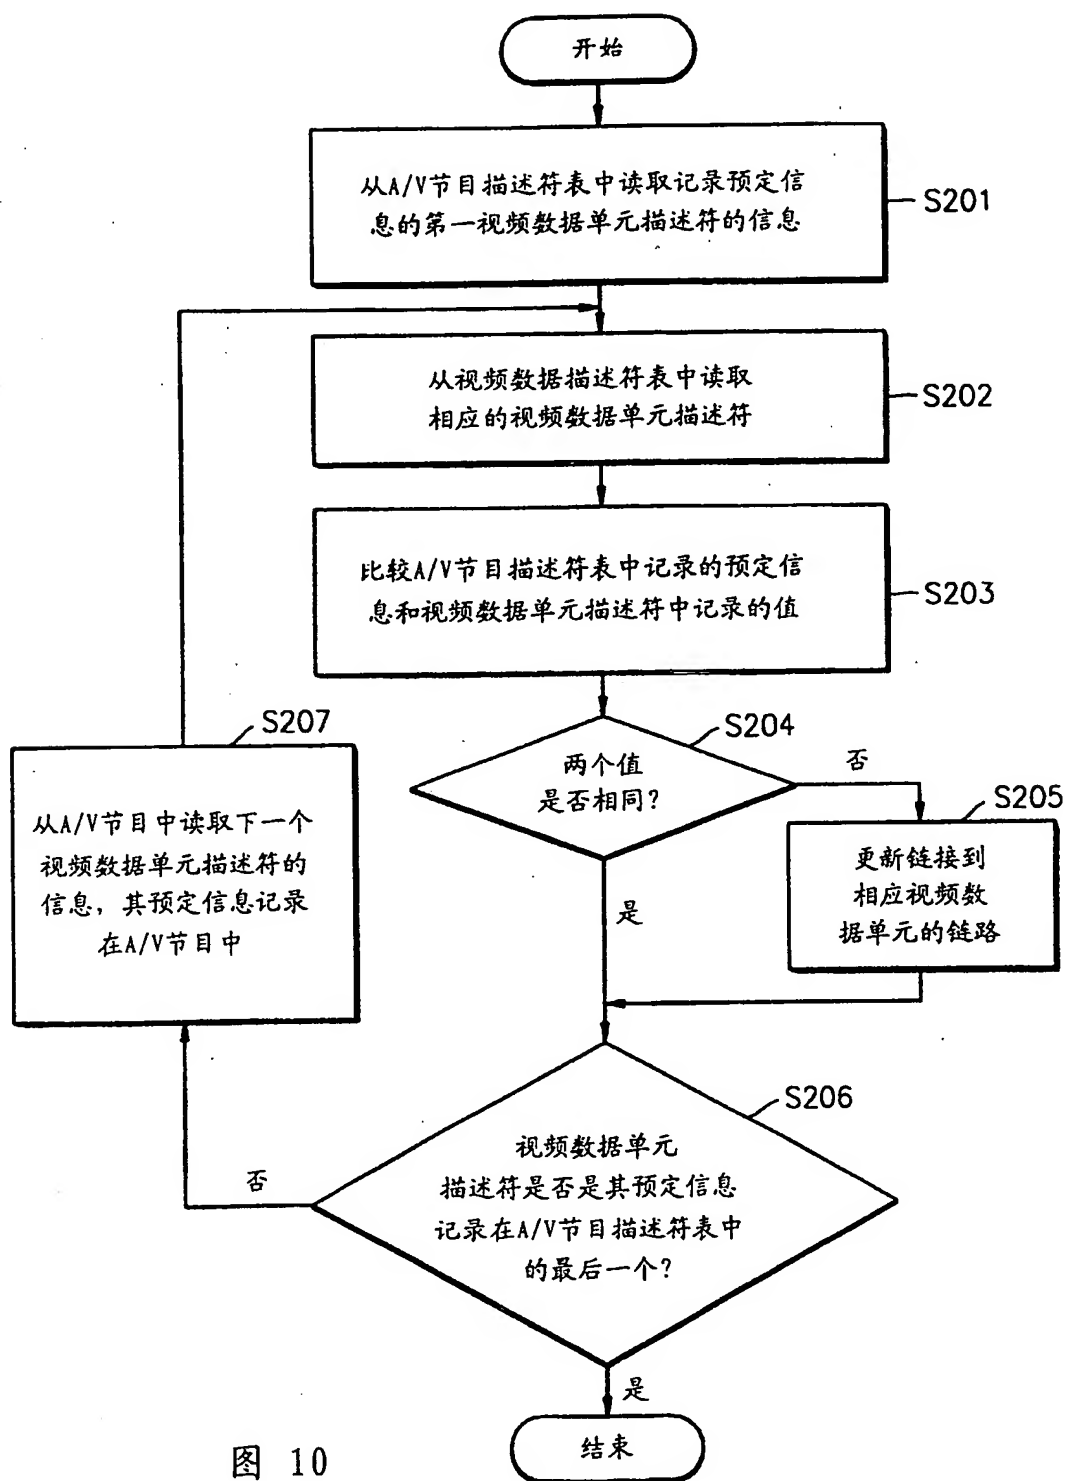 开始
从A/V节目描述符表中读取记录预定信
息的第一视频数据单元描述符的信息
S201
从视频数据描述符表中读取
相应的视频数据单元描述符
S202
比较A/V节目描述符表中记录的预定信
息和视频数据单元描述符中记录的值
S203
S204
两个值
是否相同?
否
是
S205
更新链接到
相应视频数
据单元的链路
S207
从A/V节目中读取下一个
视频数据单元描述符的
信息，其预定信息记录
在A/V节目中
S206
视频数据单元
描述符是否是其预定信息
记录在A/V节目描述符表中
的最后一个?
否
是
结束
图 10